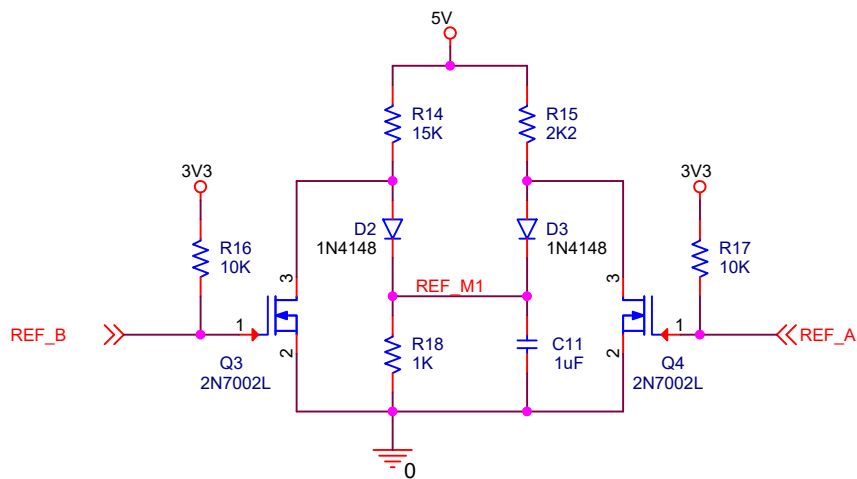 5V
R14
15K
R15
2K2
3V3
3V3
R16
10K
D2
1N4148
D3
1N4148
R17
10K
3
3
REF_M1
REF_B
1
1
REF_A
2
2
R18
1K
C11
1uF
Q3
2N7002L
Q4
2N7002L
0